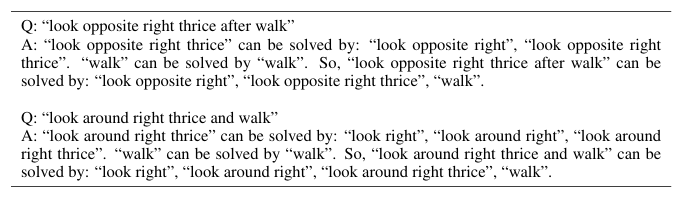 Q: “look opposite right thrice after walk”
A: “look opposite right thrice” can be solved by: “look opposite right”, “look opposite right
thrice”. “walk” can be solved by “walk”. So, “look opposite right thrice after walk” can be
solved by: “look opposite right”, “look opposite right thrice”, “walk”.
Q: “look around right thrice and walk”
A: “look around right thrice” can be solved by: “look right”, “look around right”, “look around
right thrice”. “walk” can be solved by “walk”. So, “look around right thrice and walk” can be
solved by: “look right”, “look around right”, “look around right thrice”, “walk”.